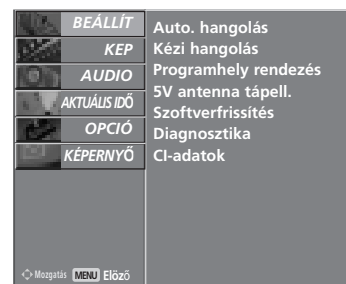 BEÁLLÍT
KEP
AUDIO
AKTUÁLIS IDŐ
OPCIÓ
KÉPERNYŐ
Auto. hangolás
Kézi hangolás
Programhely rendezés
5V antenna tápell.
Szoftverfrissítés
Diagnosztika
CI-adatok
Mozgatás MENU Elözõ